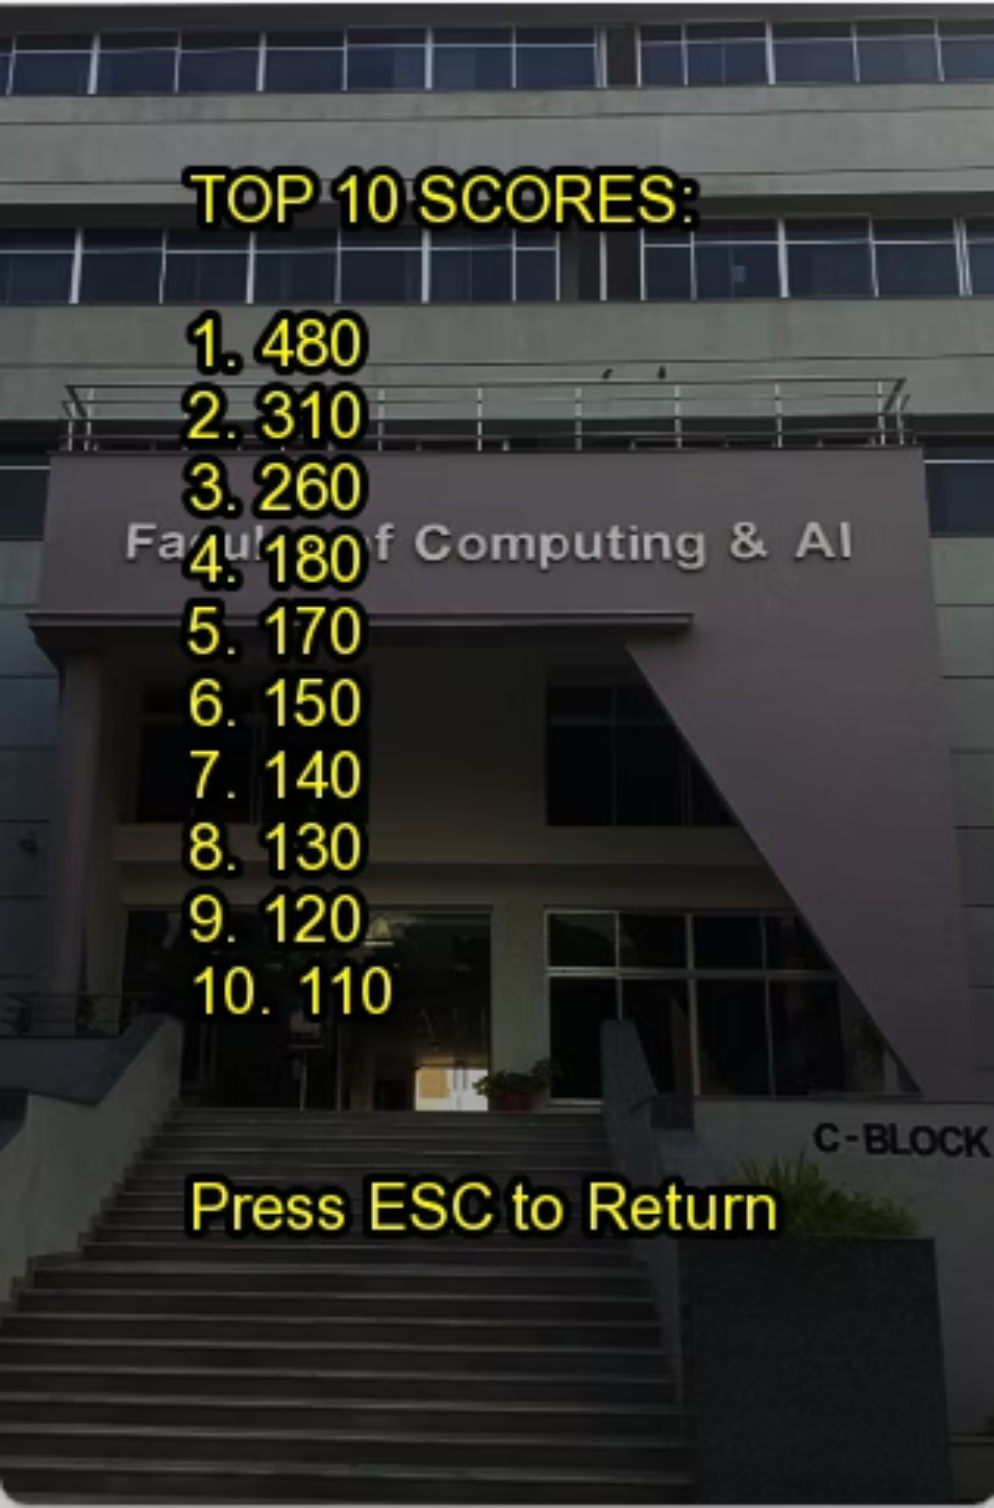 TOP 10 SCORES:
1. 480
2. 310
3. 260
Computing & AI
4. 180
5. 170
6. 150
7. 140
8. 130
9. 120
10. 110
C-BLOCK
Press ESC to Return